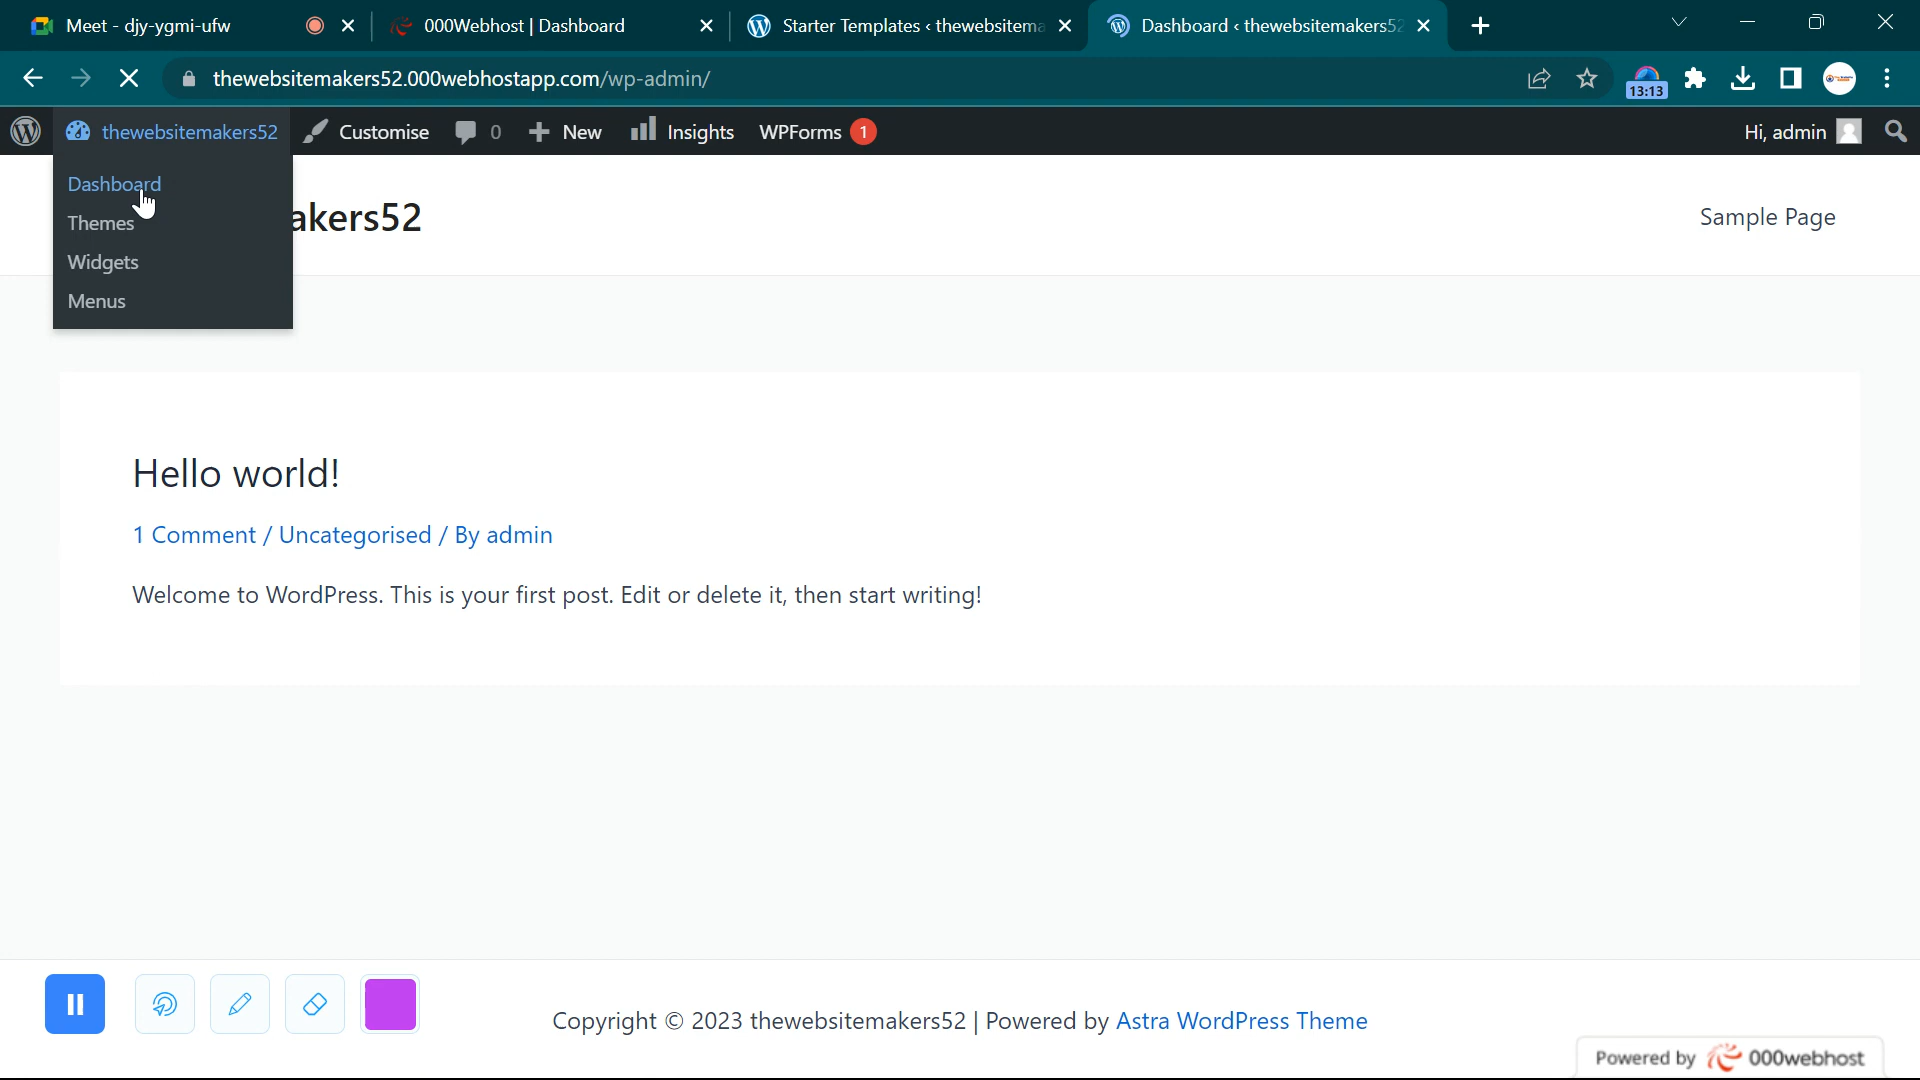 Meet - djy-ygmi-ufw
000Webhost | Dashboard
Starter Templates ‹ thewebsitema
Dashboard ‹ thewebsitemakers52
thewebsitemakers52.000webhostapp.com/wp-admin/
13:13
thewebsitemakers52
Customise
0
New
Insights
WPForms 1
Hi, admin
Dashboard
Themes
Widgets
Menus
akers52
Sample Page
Hello world!
1 Comment / Uncategorised / By admin
Welcome to WordPress. This is your first post. Edit or delete it, then start writing!
Copyright © 2023 thewebsitemakers52 | Powered by Astra WordPress Theme
Powered by 000webhost